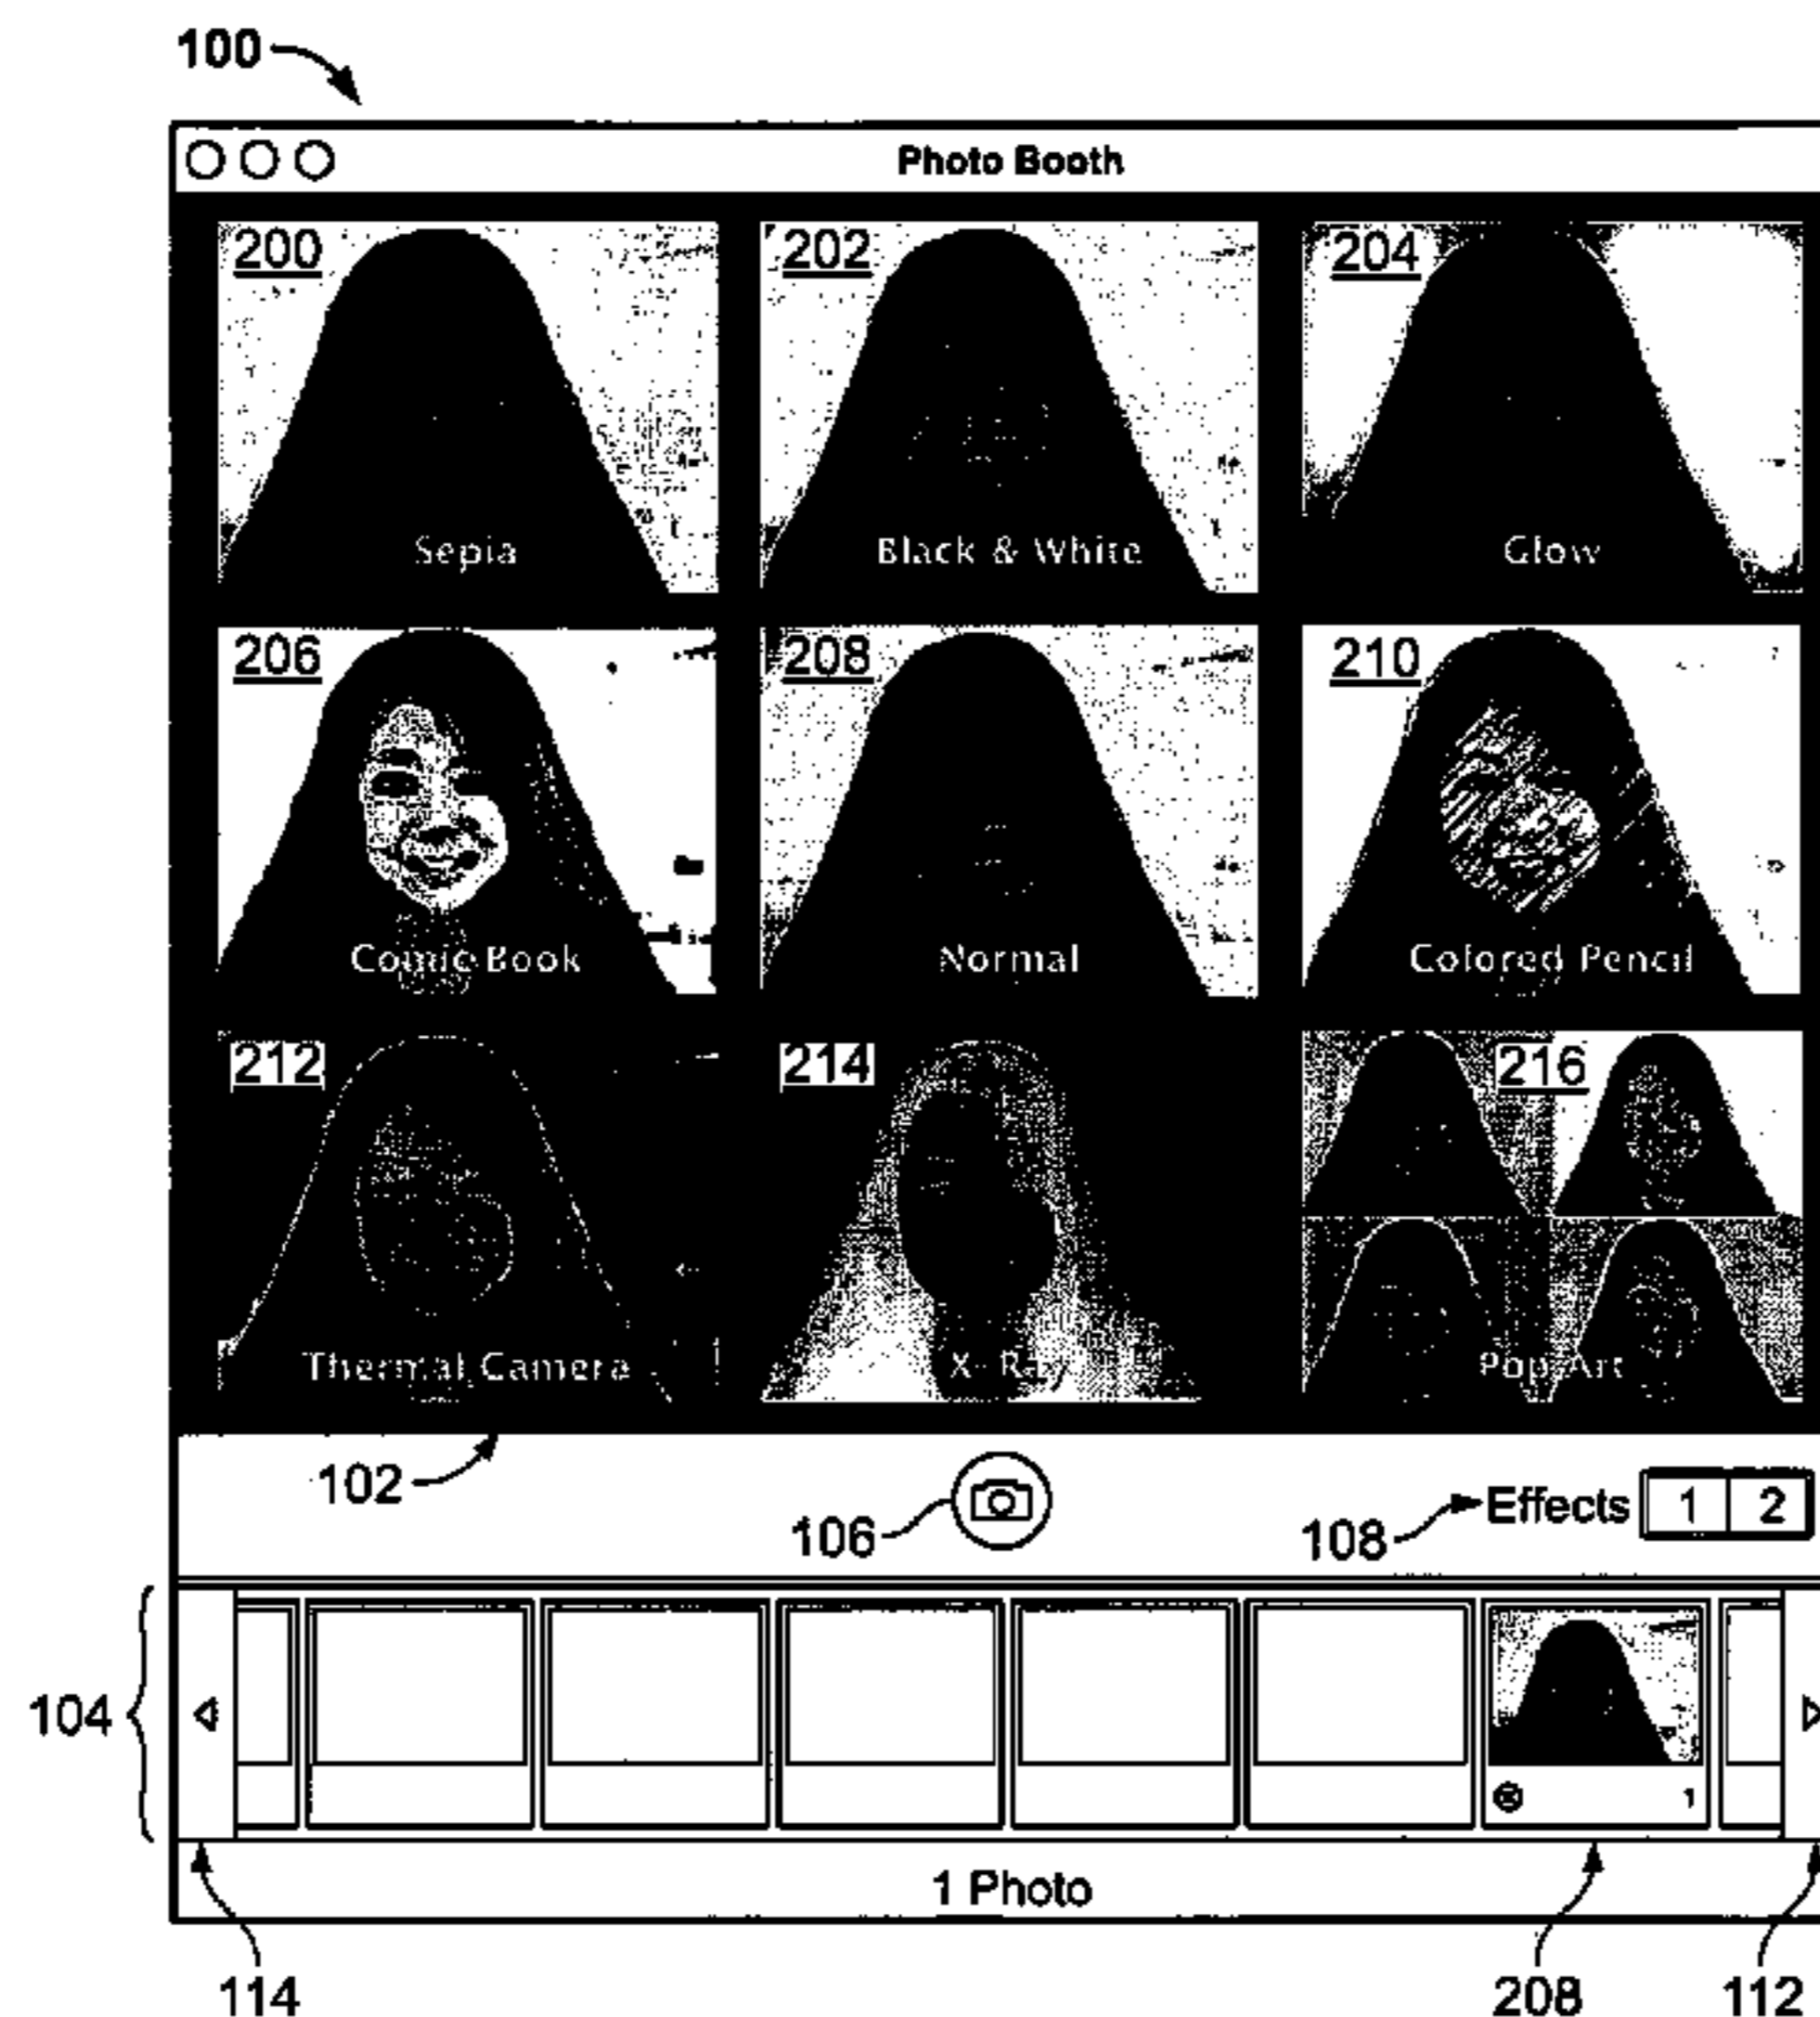 100
Photo Booth
200 202 204
Sepia Black & White Glow
206 208 210
Comic Book Normal Colored Pencil
212 214 216
Thermal Camera X-Ray Pop Art
102 106 108 Effects 1 2
104
1
1 Photo
114 208 112